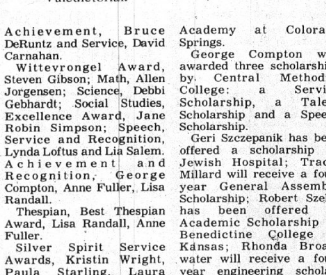 Achievement, Bruce
DeRuntz and Service, David
Carnahan.
Wittevrongel Award,
Steven Gibson; Math, Allen
Jorgensen; Science, Debbi
Gebhardt; Social Studies,
Excellence Award, Jane
Robin Simpson; Speech,
Service and Recognition,
Lynda Loftus and Lia Salem.
Achievement and
Recognition, George
Compton, Anne Fuller, Lisa
Randall.
Thespian, Best Thespian
Award, Lisa Randall, Anne
Fuller.
Silver Spirit Service
Awards, Kristin Wright,
Paula Starling, Laura
Academy at Colora
Springs.
George Compton w
awarded three scholarshi
by Central Method
College: a Servi
Scholarship, a Tale
Scholarship and a Spee
Scholarship.
Geri Szczepanik has be
offered a scholarship
Jewish Hospital; Trac
Millard will receive a fo
year General Assemb
Scholarship; Robert Sze
has been offered
Academic Scholarship
Benedictine College
Kansas; Rhonda Broa
water will receive a fo
year engineering schol